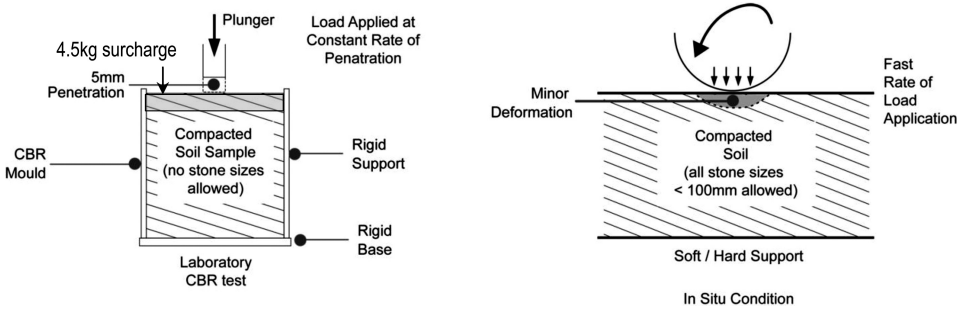 Plunger
Load Applied at
Constant Rate of
Penatration
4.5kg surcharge
5mm
Penetration
Compacted
Soil Sample
(no stone sizes
allowed)
CBR
Mould
Rigid
Support
Rigid
Base
Laboratory
CBR test
Fast
Rate of
Load
Application
Minor
Deformation
Compacted
Soil
(all stone sizes
< 100mm allowed)
Soft / Hard Support
In Situ Condition